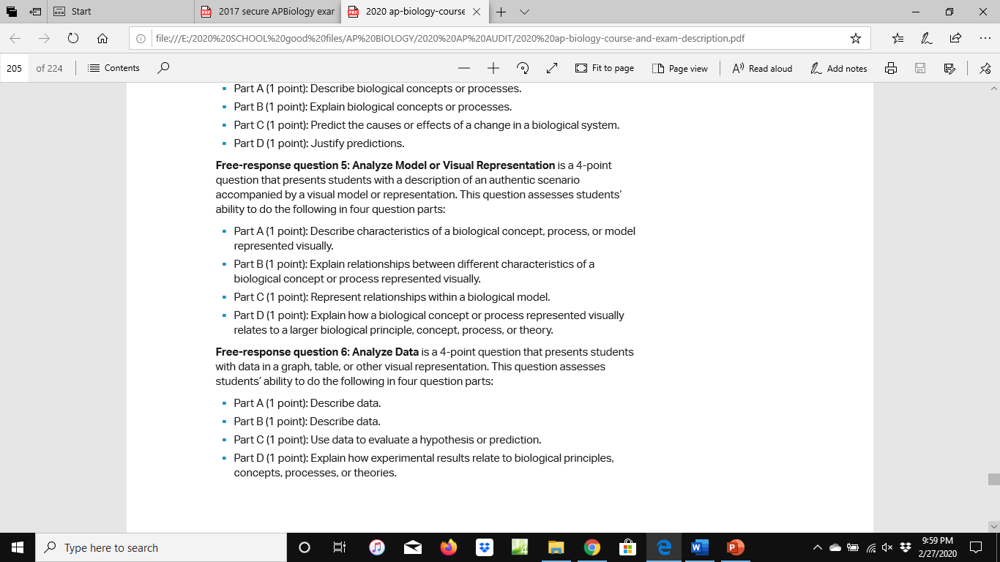 Start
2017 secure APBiology exar
2020 ap-biology-course
file:///E:/2020%20SCHOOL%20good%20files/AP%20BIOLOGY/2020%20AP%20AUDIT/2020%20ap-biology-course-and-exam-description.pdf
205 of 224 Contents Fit to page Page view Read aloud Add notes
Part A (1 point): Describe biological concepts or processes.
Part B (1 point): Explain biological concepts or processes.
Part C (1 point): Predict the causes or effects of a change in a biological system.
Part D (1 point): Justify predictions.
Free-response question 5: Analyze Model or Visual Representation is a 4-point
question that presents students with a description of an authentic scenario
accompanied by a visual model or representation. This question assesses students'
ability to do the following in four question parts:
Part A (1 point): Describe characteristics of a biological concept, process, or model
represented visually.
Part B (1 point): Explain relationships between different characteristics of a
biological concept or process represented visually.
Part C (1 point): Represent relationships within a biological model.
Part D (1 point): Explain how a biological concept or process represented visually
relates to a larger biological principle, concept, process, or theory.
Free-response question 6: Analyze Data is a 4-point question that presents students
with data in a graph, table, or other visual representation. This question assesses
students' ability to do the following in four question parts:
Part A (1 point): Describe data.
Part B (1 point): Describe data.
Part C (1 point): Use data to evaluate a hypothesis or prediction.
Part D (1 point): Explain how experimental results relate to biological principles,
concepts, processes, or theories.
Type here to search
9:59 PM
2/27/2020